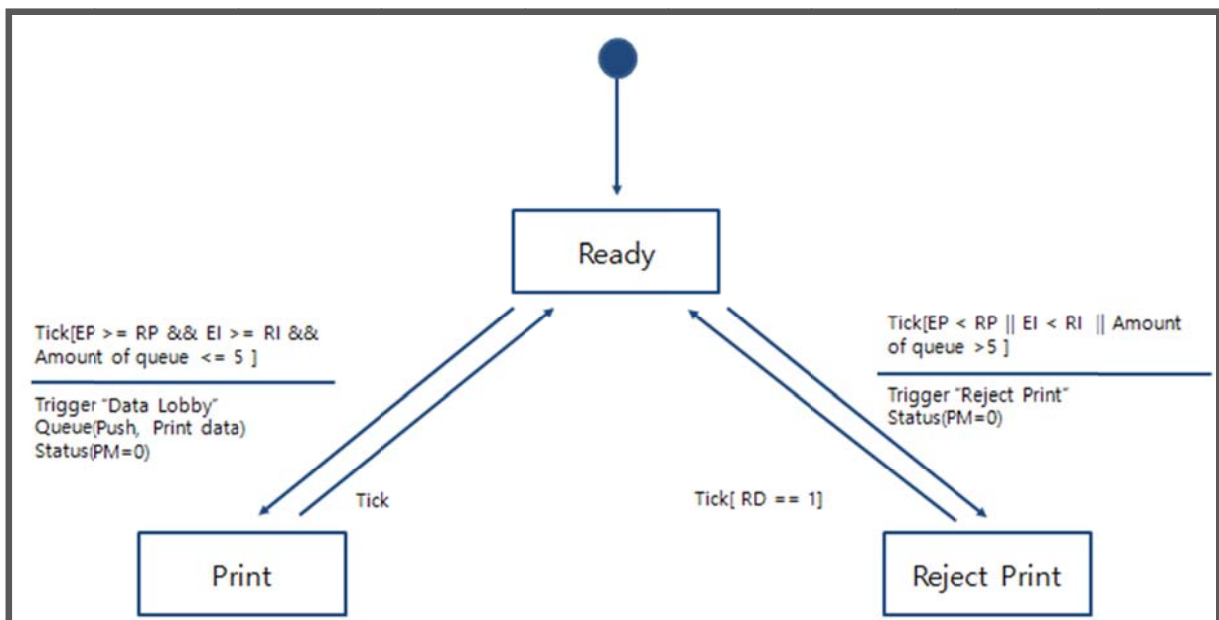 Ready
Tick[EP >= RP && EI >= RI &&
Amount of queue <= 5 ]
Trigger "Data Lobby"
Queue(Push, Print data)
Status(PM=0)
Tick[EP < RP || EI < RI || Amount
of queue >5 ]
Trigger "Reject Print"
Status(PM=0)
Tick
Tick[ RD == 1]
Print
Reject Print